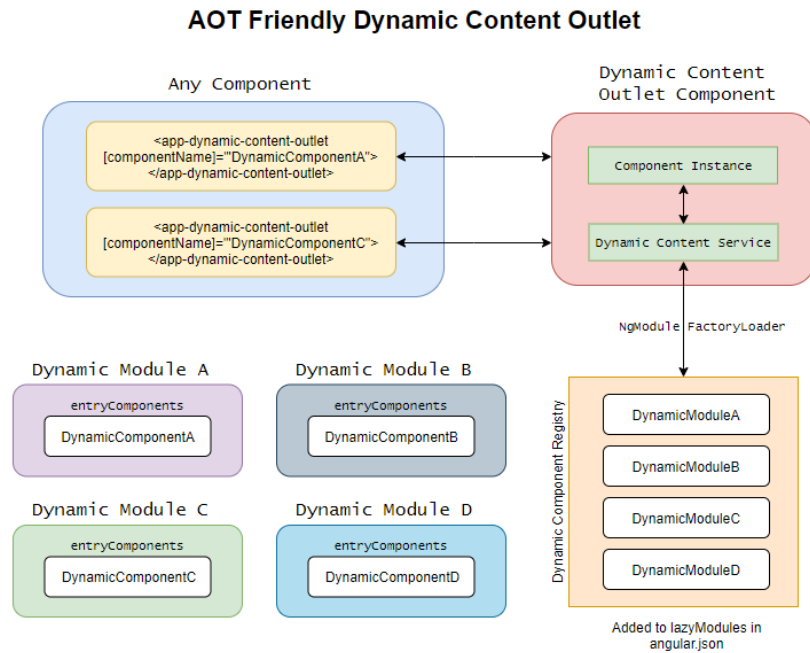 AOT Friendly Dynamic Content Outlet
Any Component
<app-dynamic-content-outlet
[componentName]="'DynamicComponentA">
</app-dynamic-content-outlet>
<app-dynamic-content-outlet
[componentName]="'DynamicComponentC">
</app-dynamic-content-outlet>
Dynamic Content
Outlet Component
Component Instance
Dynamic Content Service
NgModule FactoryLoader
Dynamic Module A
entryComponents
DynamicComponentA
Dynamic Module B
entryComponents
DynamicComponentB
Dynamic Module C
entryComponents
DynamicComponentC
Dynamic Module D
entryComponents
DynamicComponentD
Dynamic Component Registry
DynamicModuleA
DynamicModuleB
DynamicModuleC
DynamicModuleD
Added to lazyModules in
angular.json